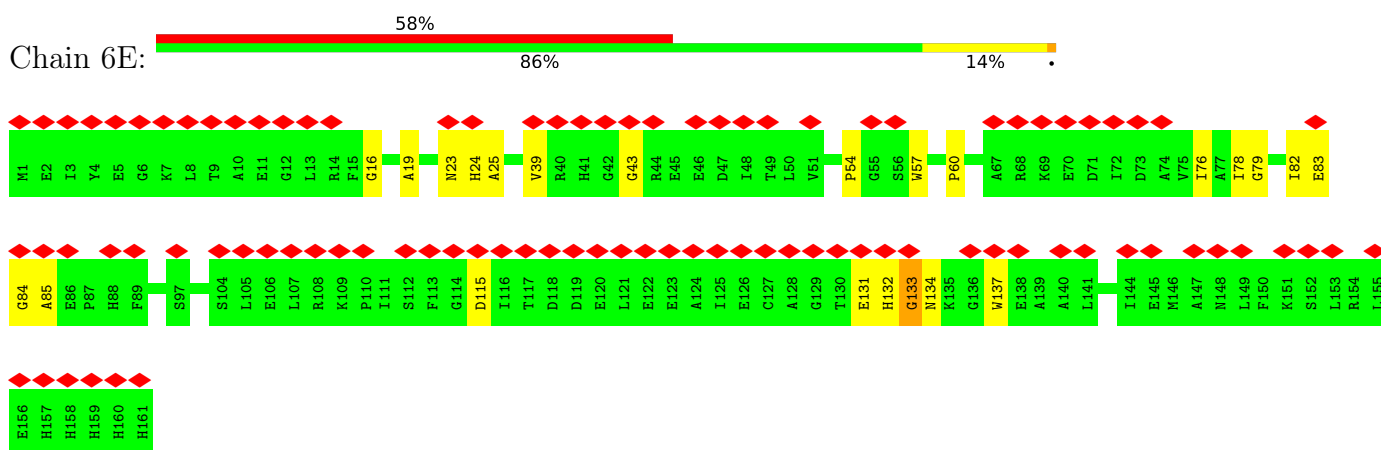 58%
Chain 6E:
86% 14% •
M1 E2 I3 Y4 E5 G6 K7 L8 T9 A10 E11 G12 L13 R14 F15 G16 A19 N23 H24 A25 V39 R40 H41 G42 G43 R44 E45 E46 D47 I48 T49 L50 V51 P54 G55 S56 W57 P60 A67 R68 K69 E70 D71 I72 D73 A74 V75 I76 A77 I78 G79 I82 E83
G84 A85 E86 P87 H88 F89 S97 S104 L105 E106 L107 R108 K109 P110 I111 S112 F113 G114 D115 I116 T117 D118 D119 E120 L121 E122 E123 A124 I125 E126 C127 A128 G129 T130 E131 H132 G133 N134 K135 G136 W137 E138 A139 A140 L141 I144 E145 M146 A147 N148 L149 F150 K151 S152 L153 R154 L155
E156 H157 H158 H159 H160 H161